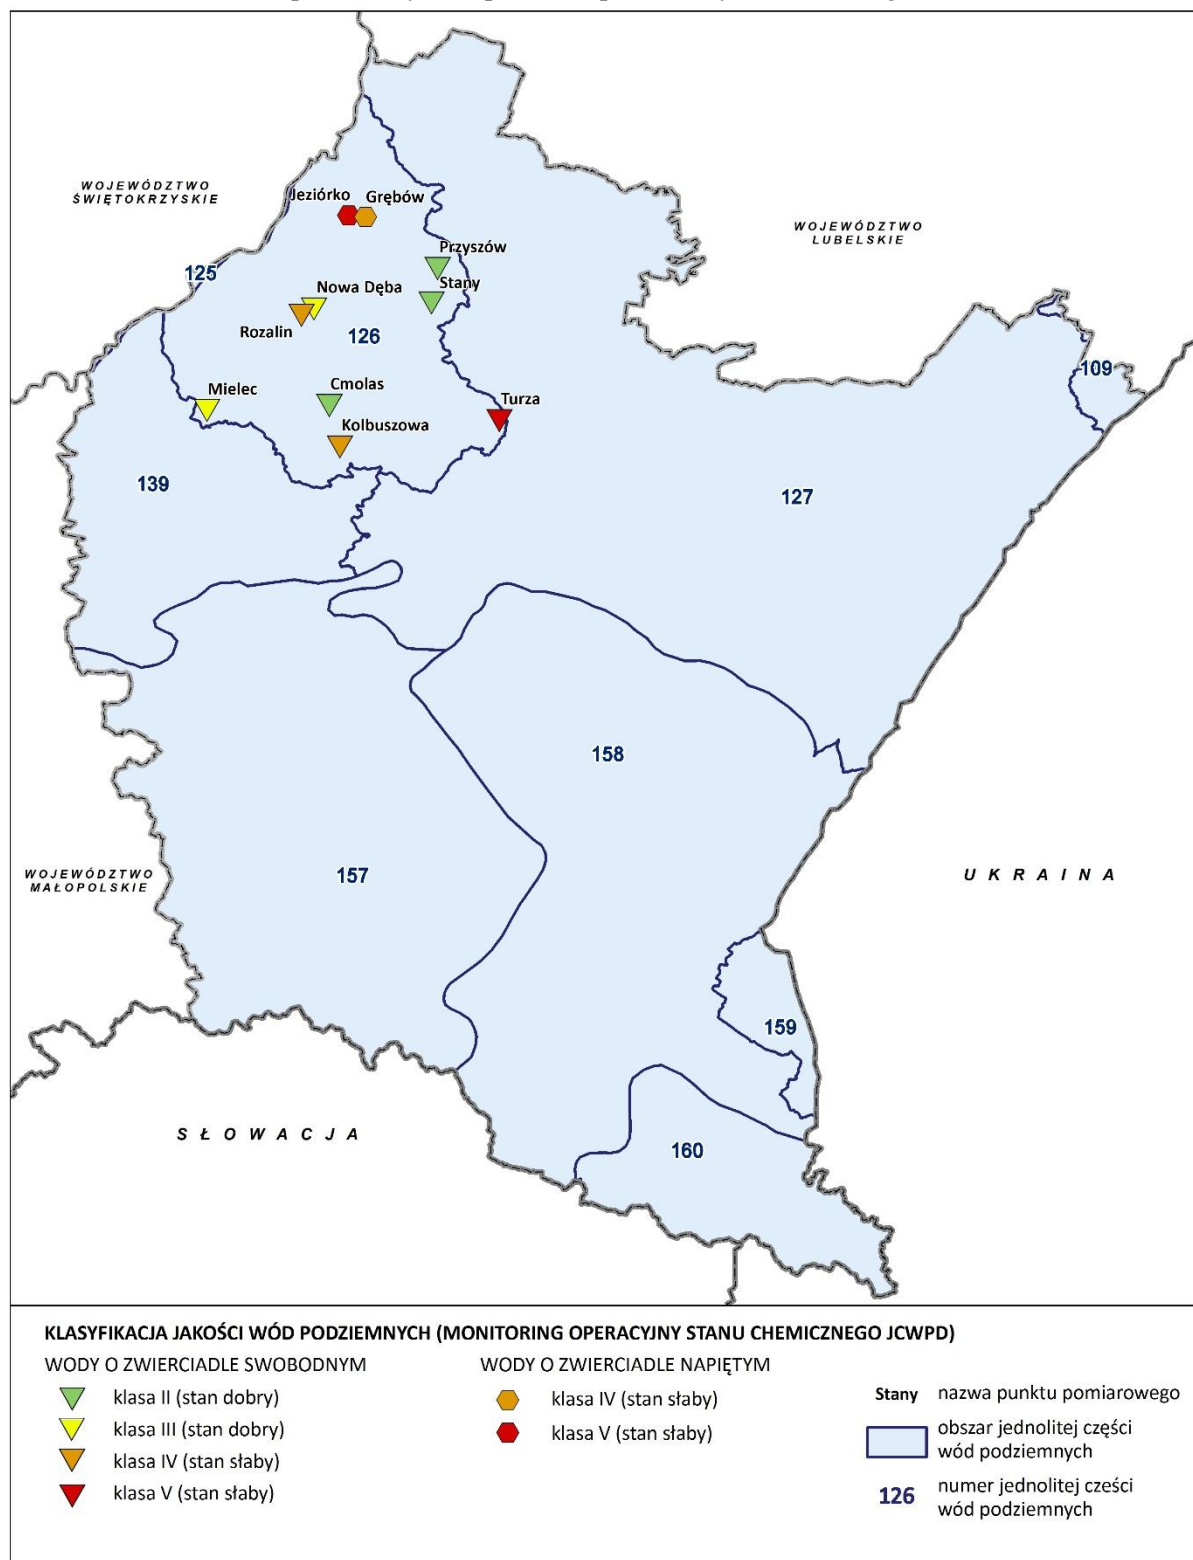 WOJEWÓDZTWO
ŚWIĘTOKRZYSKIE
Jeziórko
Grębów
WOJEWÓDZTWO
LUBELSKIE
Przyszów
125
Stany
Nowa Dęba
Rozalin
126
109
Mielec
Cmolas
Turza
Kolbuszowa
139
127
158
WOJEWÓDZTWO
MAŁOPOLSKIE
157
UKRAINA
159
SŁOWACJA
160
KLASYFIKACJA JAKOŚCI WÓD PODZIEMNYCH (MONITORING OPERACYJNY STANU CHEMICZNEGO JCWPD)
WODY O ZWIERCIADLE SWOBODNYM
klasa II (stan dobry)
klasa III (stan dobry)
klasa IV (stan słaby)
klasa V (stan słaby)
WODY O ZWIERCIADLE NAPIĘTYM
klasa IV (stan słaby)
klasa V (stan słaby)
Stany nazwa punktu pomiarowego
obszar jednolitej części
wód podziemnych
126 numer jednolitej cześci
wód podziemnych